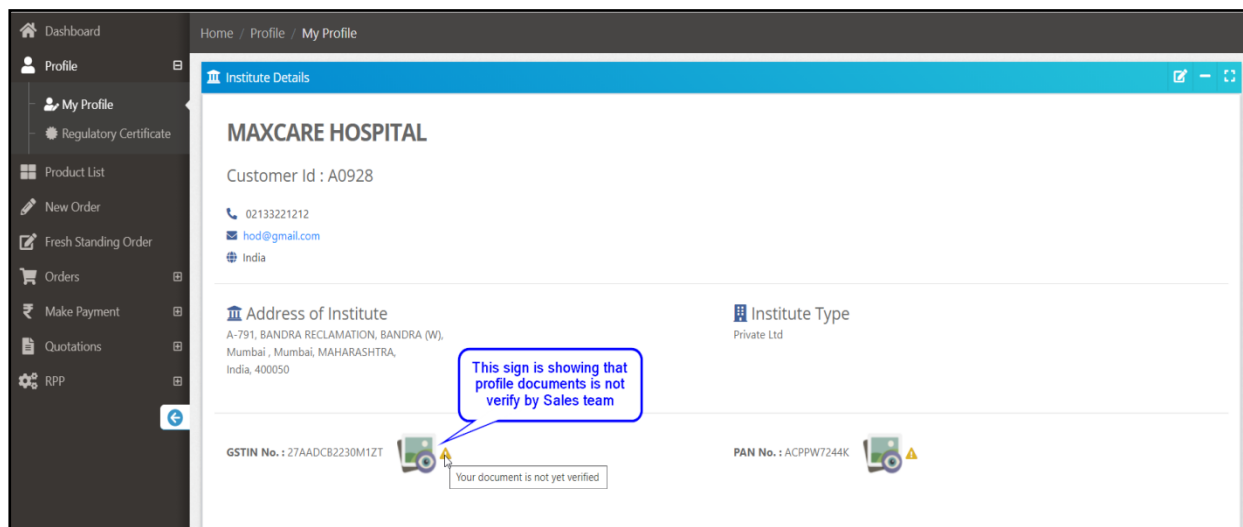 Dashboard
Profile
My Profile
Regulatory Certificate
Product List
New Order
Fresh Standing Order
Orders
Make Payment
Quotations
RPP
Home / Profile / My Profile
Institute Details
MAXCARE HOSPITAL
Customer Id : A0928
02133221212
hod@gmail.com
India
Address of Institute
A-791, BANDRA RECLAMATION, BANDRA (W),
Mumbai , Mumbai, MAHARASHTRA,
India, 400050
Institute Type
Private Ltd
This sign is showing that
profile documents is not
verify by Sales team
GSTIN No. : 27AADCB2230M1ZT
Your document is not yet verified
PAN No. : ACPPW7244K